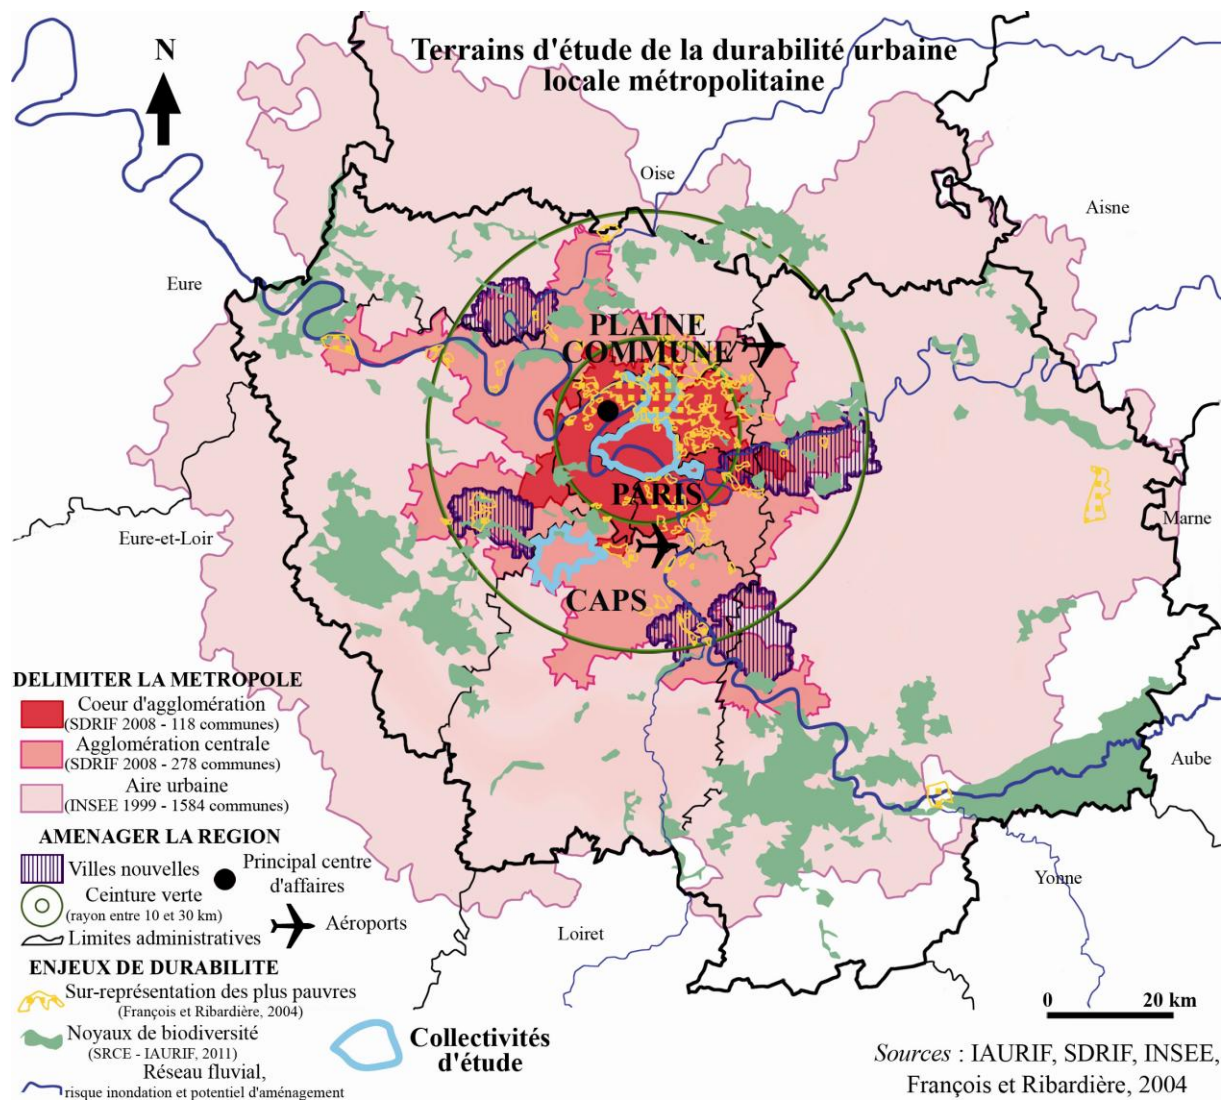 Terrains d'étude de la durabilité urbaine
locale métropolitaine
N
Oise
Aisne
Eure
PLAINE
COMMUNE
PARIS
Marne
Eure-et-Loir
CAPS
DELIMITER LA METROPOLE
Coeur d'agglomération
(SDRIF 2008 - 118 communes)
Agglomération centrale
(SDRIF 2008 - 278 communes)
Aire urbaine
(INSEE 1999 - 1584 communes)
Aube
AMENAGER LA REGION
Villes nouvelles
Principal centre
d'affaires
Ceinture verte
(rayon entre 10 et 30 km)
Aéroports
Limites administratives
Yonne
Loiret
ENJEUX DE DURABILITE
Sur-représentation des plus pauvres
(François et Ribardière, 2004)
Noyaux de biodiversité
(SRCE - IAURIF, 2011)
Réseau fluvial,
risque inondation et potentiel d'aménagement
Collectivités
d'étude
0 20 km
Sources : IAURIF, SDRIF, INSEE,
François et Ribardière, 2004